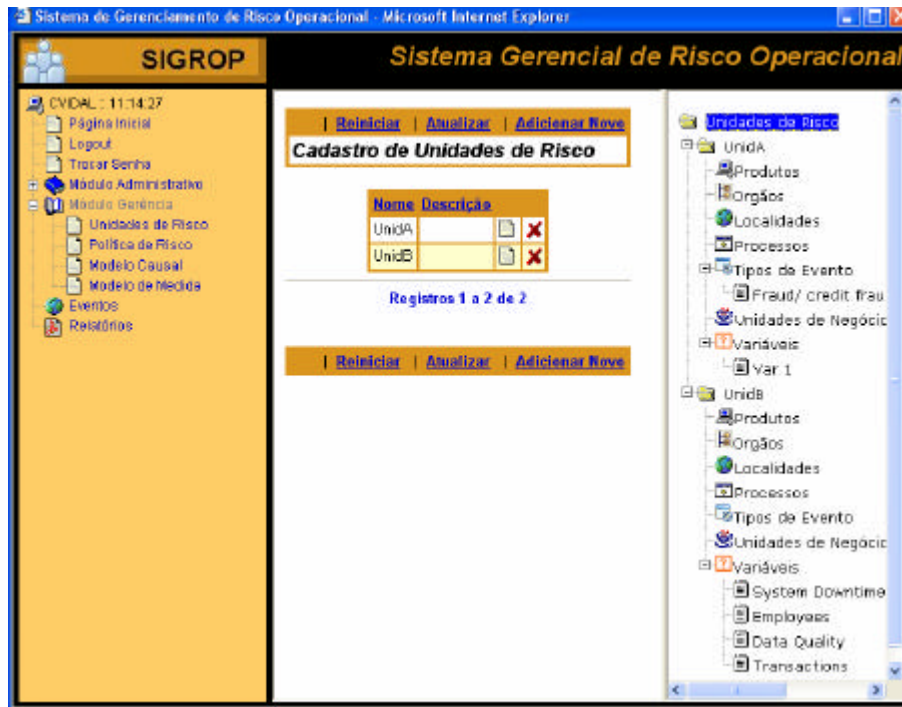 Sistema de Gerenciamento de Risco Operacional - Microsoft Internet Explorer
SIGROP
Sistema Gerencial de Risco Operacional
CVIDAL : 11:14:27
Página Inicial
Logout
Trocar Senha
Módulo Administrativo
Módulo Gerência
Unidades de Risco
Política de Risco
Modelo Causal
Modelo de Medida
Eventos
Relatórios
| Reiniciar | Atualizar | Adicionar Novo
Cadastro de Unidades de Risco
Nome Descrição
UnidA
UnidB
Registros 1 a 2 de 2
| Reiniciar | Atualizar | Adicionar Novo
Unidades de Risco
UnidA
Produtos
Orgãos
Localidades
Processos
Tipos de Evento
Fraud/ credit frau
Unidades de Negócic
Variáveis
Var 1
UnidB
Produtos
Orgãos
Localidades
Processos
Tipos de Evento
Unidades de Negócic
Variáveis
System Downtime
Employees
Data Quality
Transactions